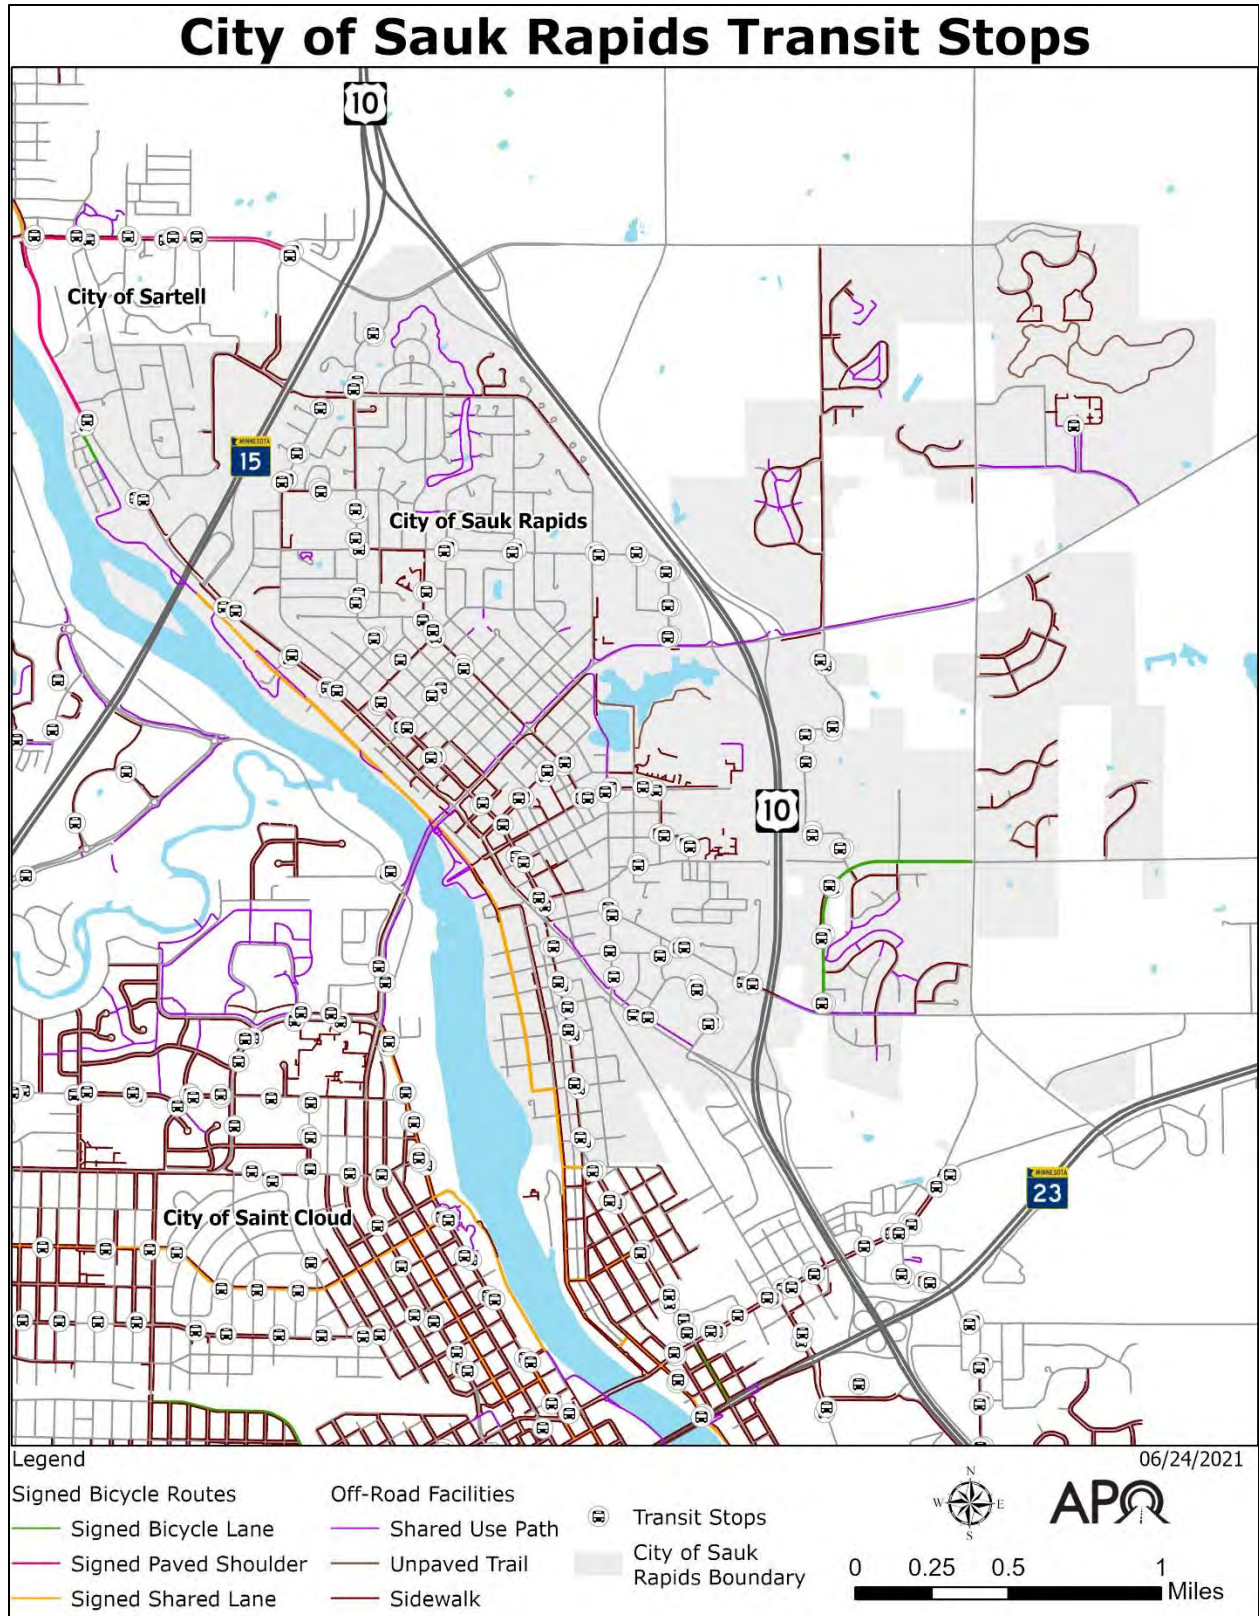 City of Sauk Rapids Transit Stops
10
City of Sartell
MINNESOTA
15
City of Sauk Rapids
10
MINNESOTA
23
City of Saint Cloud
Legend
06/24/2021
Signed Bicycle Routes
Signed Bicycle Lane
Signed Paved Shoulder
Signed Shared Lane
Off-Road Facilities
Shared Use Path
Unpaved Trail
Sidewalk
Transit Stops
City of Sauk
Rapids Boundary
N
W E
S
APO
0 0.25 0.5 1
Miles